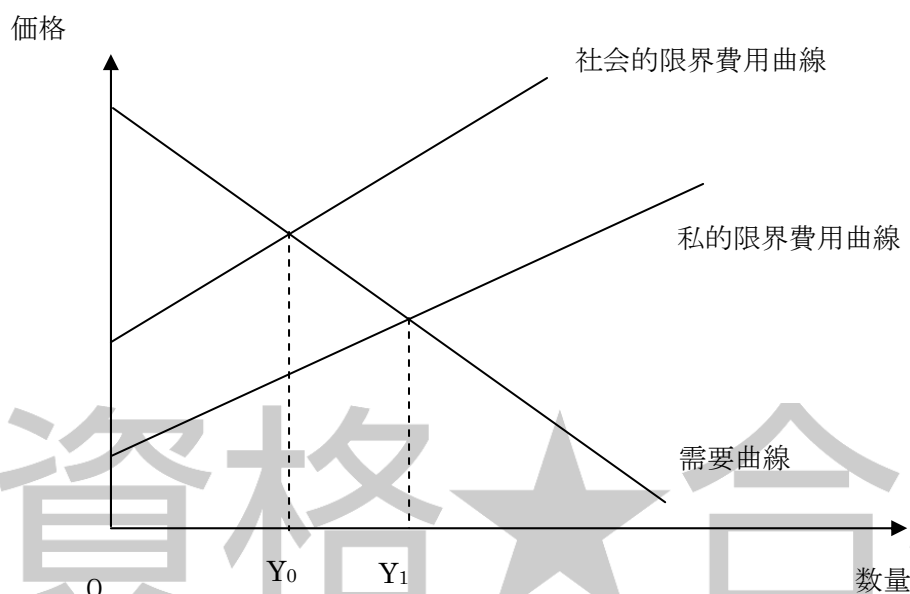 価格
社会的限界費用曲線
私的限界費用曲線
需要曲線
O
Y₀
Y₁
数量
資格★合